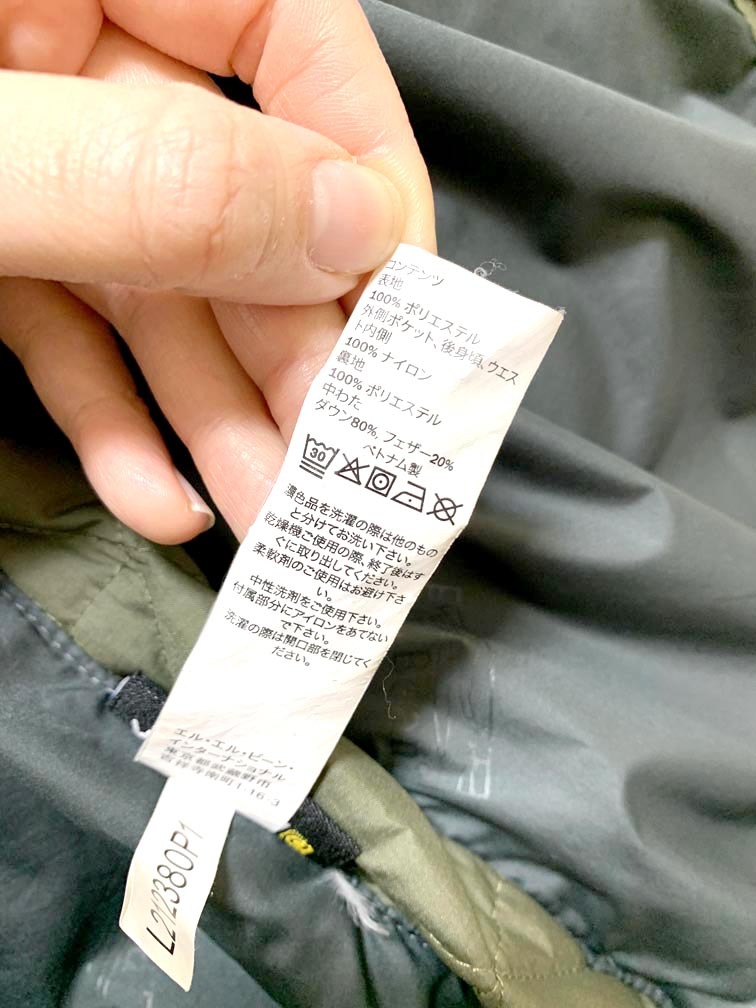 コンテンツ
表地
100% ポリエステル
外側ポケット、後身頃、ウエス
ト内側
100% ナイロン
裏地
100% ポリエステル
中わた
ダウン80%, フェザー20%
ベトナム製
30
濃色品を洗濯の際は他のもの
と分けてお洗い下さい。
乾燥機ご使用の際、終了後はす
ぐに取り出してください。
柔軟剤のご使用はお避け下さ
い。
中性洗剤をご使用下さい。
付属部分にアイロンをあてない
で下さい。
洗濯の際は開口部を閉じてく
ださい。
エル・エル・ビーン・
インターナショナル
東京都武蔵野市
吉祥寺南町1-16-3
L2/2380P1